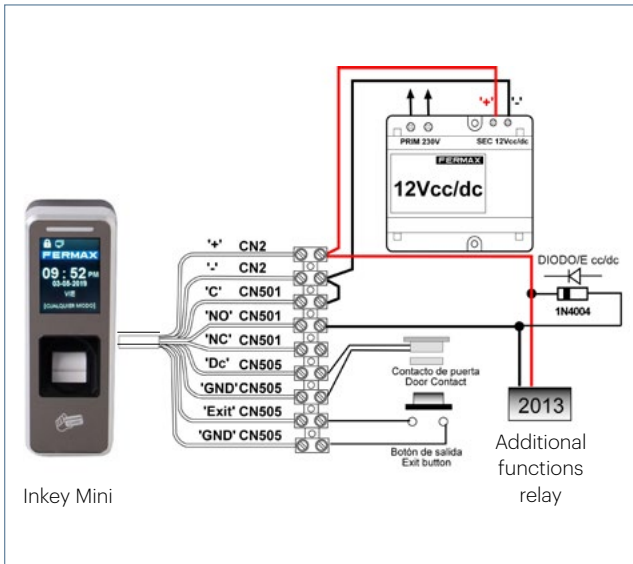 '+' '-'
PRIM 230V SEC 12Vcc/dc
FERMAX
12Vcc/dc
FERMAX
09 : 52 PM
03-05-2019
VIE
[CUALQUIER MODO]
'+' CN2
'-' CN2
'C' CN501
'NO' CN501
'NC' CN501
'Dc' CN505
'GND' CN505
'Exit' CN505
'GND' CN505
DIODO/E cc/dc
1N4004
Contacto de puerta
Door Contact
Botón de salida
Exit button
2013
Additional
functions
relay
Inkey Mini